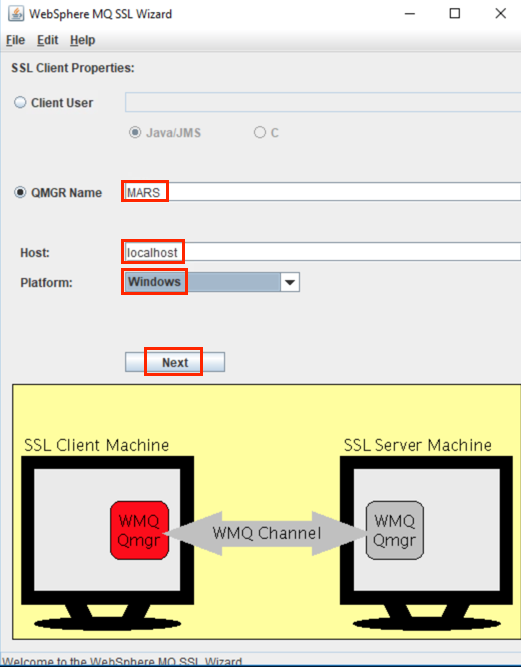 WebSphere MQ SSL Wizard
File Edit Help
SSL Client Properties:
Client User
Java/JMS C
QMGR Name MARS
Host: localhost
Platform: Windows
Next
SSL Client Machine SSL Server Machine
WMQ Qmgr
WMQ Channel
WMQ Qmgr
Welcome to the WebSphere MQ SSL Wizard